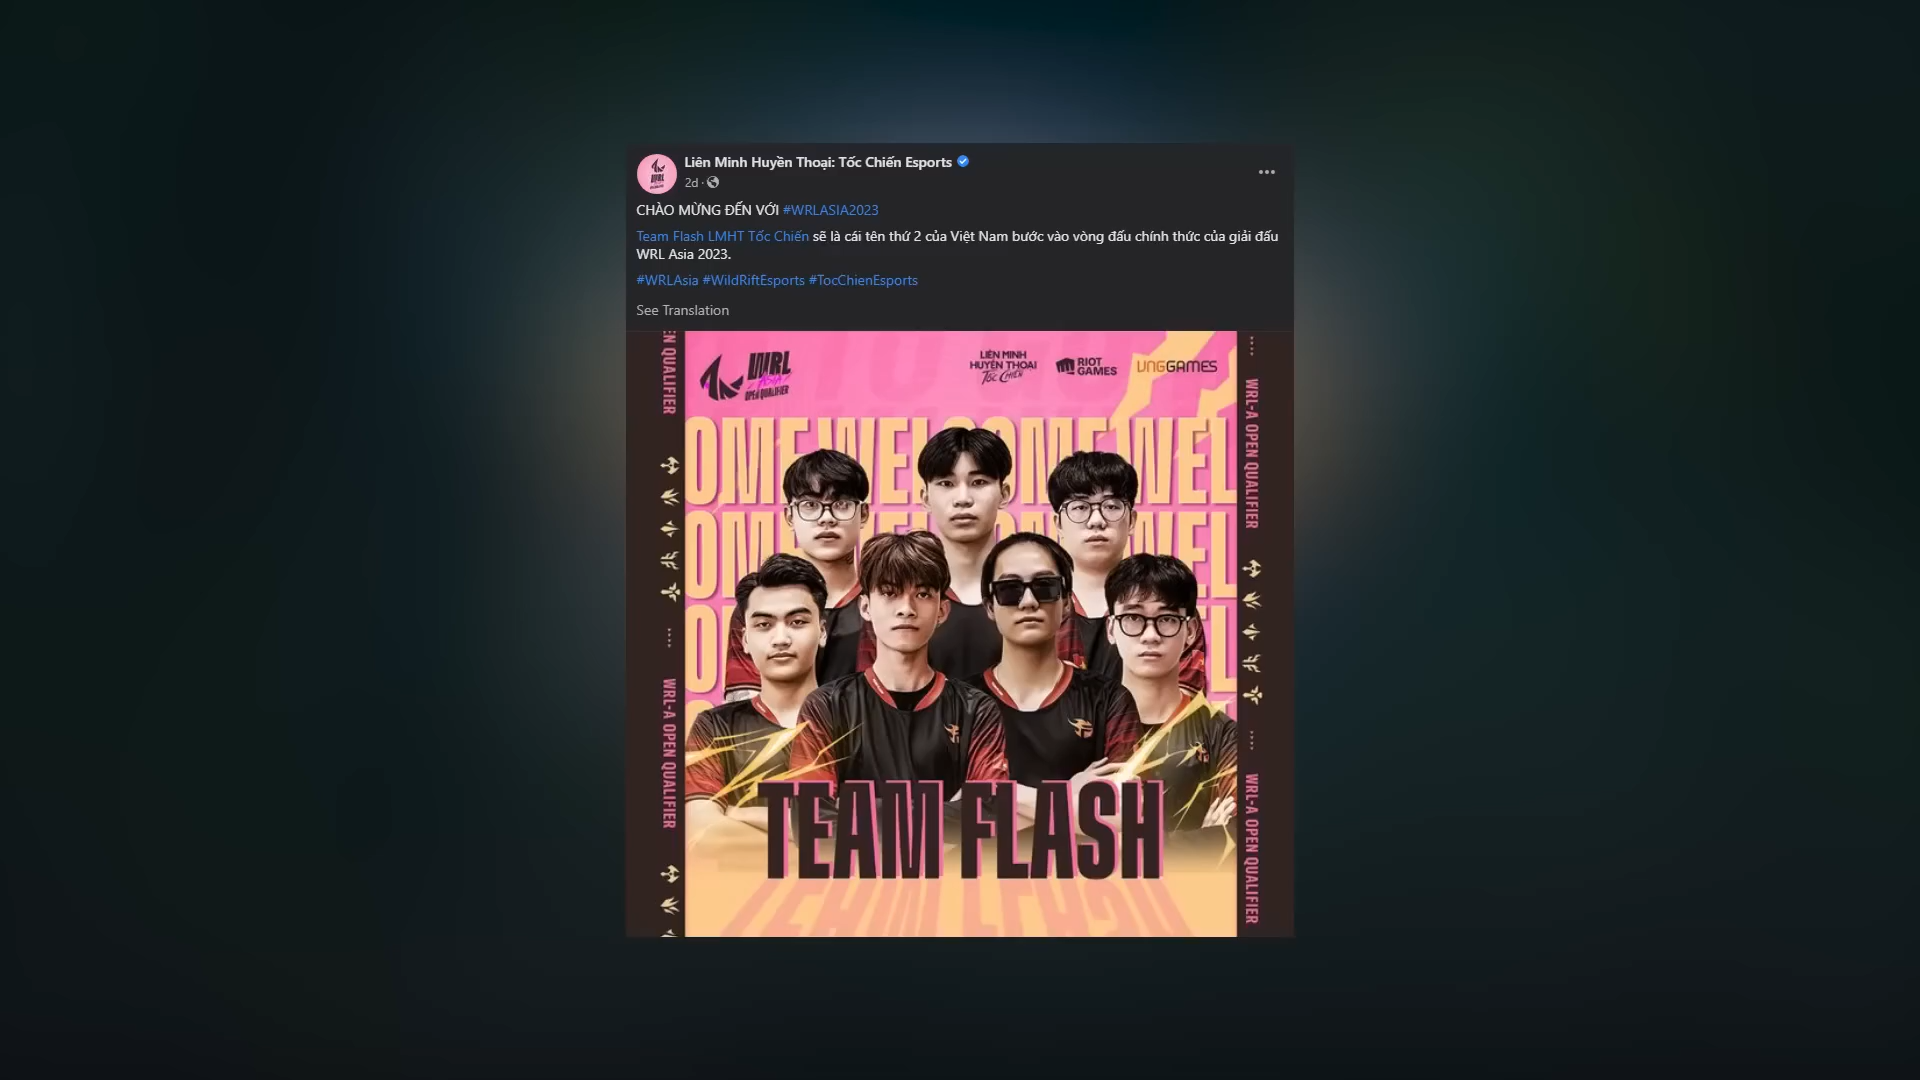 Liên Minh Huyền Thoại: Tốc Chiến Esports
2d ·
CHÀO MỪNG ĐẾN VỚI #WRLASIA2023
Team Flash LMHT Tốc Chiến sẽ là cái tên thứ 2 của Việt Nam bước vào vòng đấu chính thức của giải đấu
WRL Asia 2023.
#WRLAsia #WildRiftEsports #TocChienEsports
See Translation
EN QUALIFIER
WRL
ASIA
OPEN QUALIFIER
LIÊN MINH
HUYỀN THOẠI
TỐC CHIẾN
RIOT
GAMES
VNGGAMES
WRL-A OPEN QUALIFIER
OME WELCOME WEL
OME WELCOME WEL
WRL-A OPEN QUALIFIER
WRL-A OPEN QUALIFIER
TEAM FLASH